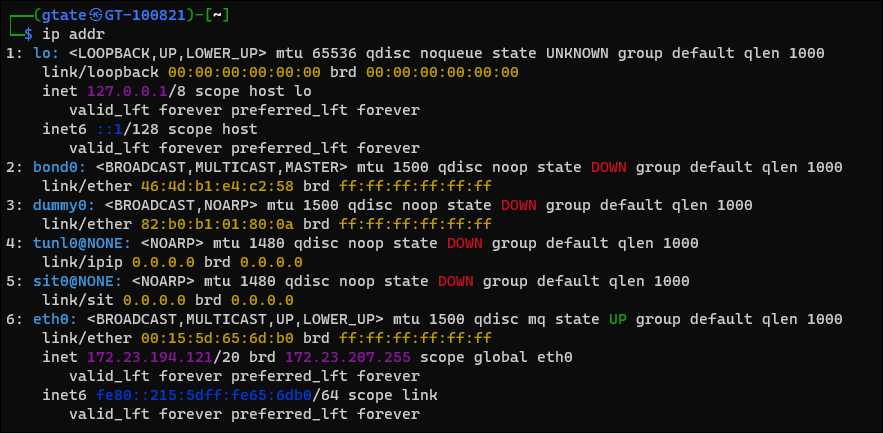 ┌──(gtate㉿GT-100821)-[~]
└─$ ip addr
1: lo: <LOOPBACK,UP,LOWER_UP> mtu 65536 qdisc noqueue state UNKNOWN group default qlen 1000
    link/loopback 00:00:00:00:00:00 brd 00:00:00:00:00:00
    inet 127.0.0.1/8 scope host lo
       valid_lft forever preferred_lft forever
    inet6 ::1/128 scope host
       valid_lft forever preferred_lft forever
2: bond0: <BROADCAST,MULTICAST,MASTER> mtu 1500 qdisc noop state DOWN group default qlen 1000
    link/ether 46:4d:b1:e4:c2:58 brd ff:ff:ff:ff:ff:ff
3: dummy0: <BROADCAST,NOARP> mtu 1500 qdisc noop state DOWN group default qlen 1000
    link/ether 82:b0:b1:01:80:0a brd ff:ff:ff:ff:ff:ff
4: tunl0@NONE: <NOARP> mtu 1480 qdisc noop state DOWN group default qlen 1000
    link/ipip 0.0.0.0 brd 0.0.0.0
5: sit0@NONE: <NOARP> mtu 1480 qdisc noop state DOWN group default qlen 1000
    link/sit 0.0.0.0 brd 0.0.0.0
6: eth0: <BROADCAST,MULTICAST,UP,LOWER_UP> mtu 1500 qdisc mq state UP group default qlen 1000
    link/ether 00:15:5d:65:6d:b0 brd ff:ff:ff:ff:ff:ff
    inet 172.23.194.121/20 brd 172.23.207.255 scope global eth0
       valid_lft forever preferred_lft forever
    inet6 fe80::215:5dff:fe65:6db0/64 scope link
       valid_lft forever preferred_lft forever